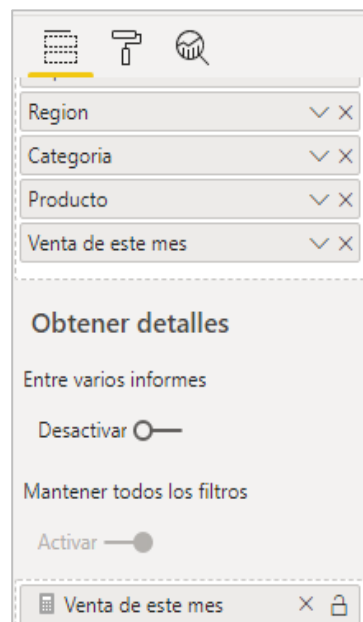 Region
Categoria
Producto
Venta de este mes
Obtener detalles
Entre varios informes
Desactivar
Mantener todos los filtros
Activar
Venta de este mes